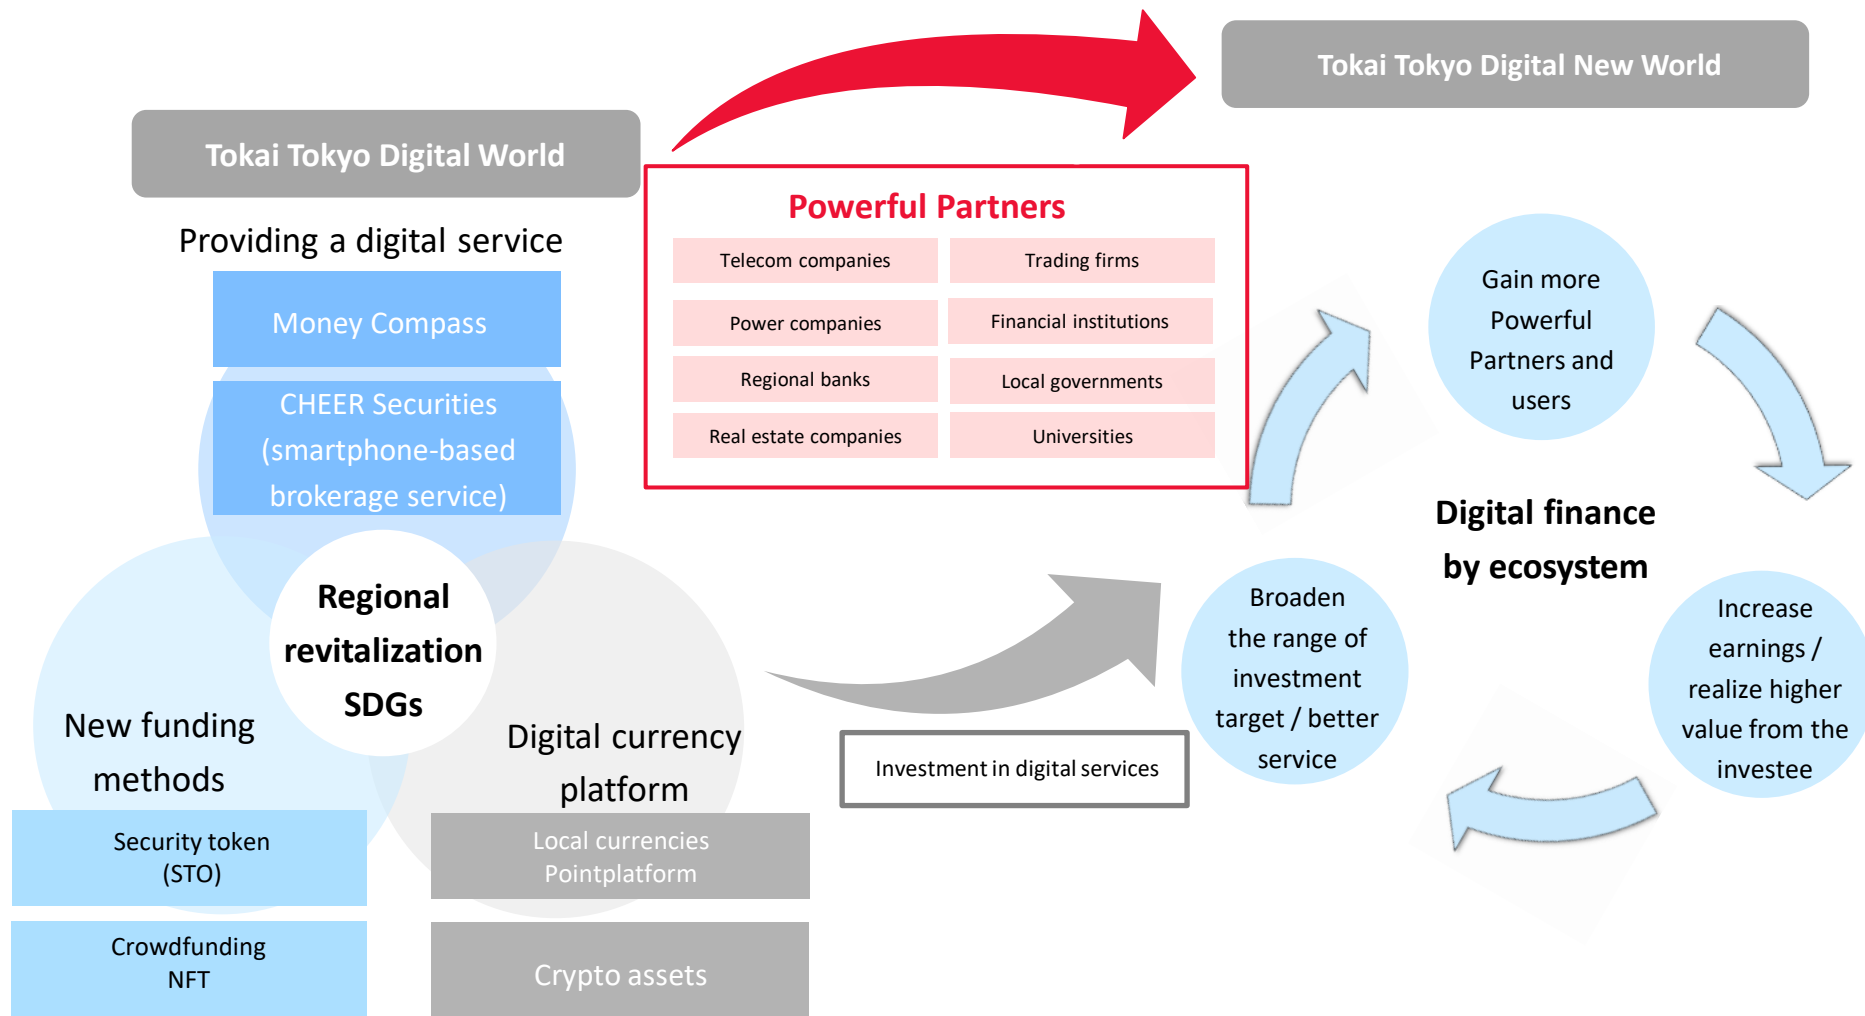 Tokai Tokyo Digital New World
Tokai Tokyo Digital World
Providing a digital service
Money Compass
CHEER Securities
(smartphone-based
brokerage service)
Regional
revitalization
SDGs
New funding
methods
Security token
(STO)
Crowdfunding
NFT
Digital currency
platform
Local currencies
Pointplatform
Crypto assets
Powerful Partners
Telecom companies
Trading firms
Power companies
Financial institutions
Regional banks
Local governments
Real estate companies
Universities
Investment in digital services
Gain more
Powerful
Partners and
users
Digital finance
by ecosystem
Broaden
the range of
investment
target / better
service
Increase
earnings /
realize higher
value from the
investee